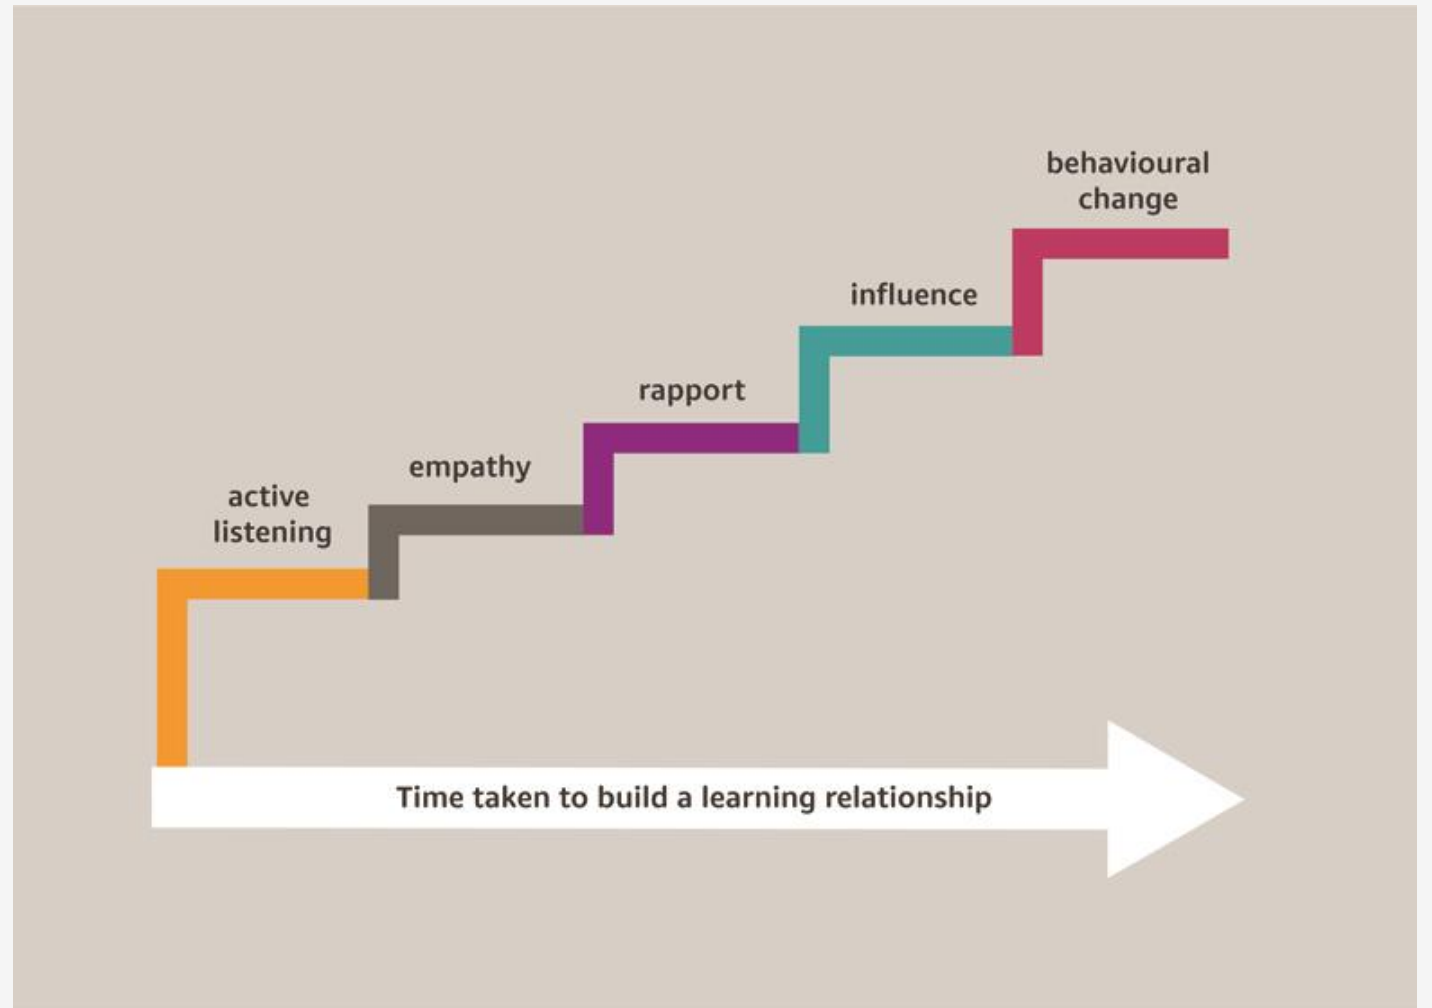 behavioural
change
influence
rapport
empathy
active
listening
Time taken to build a learning relationship